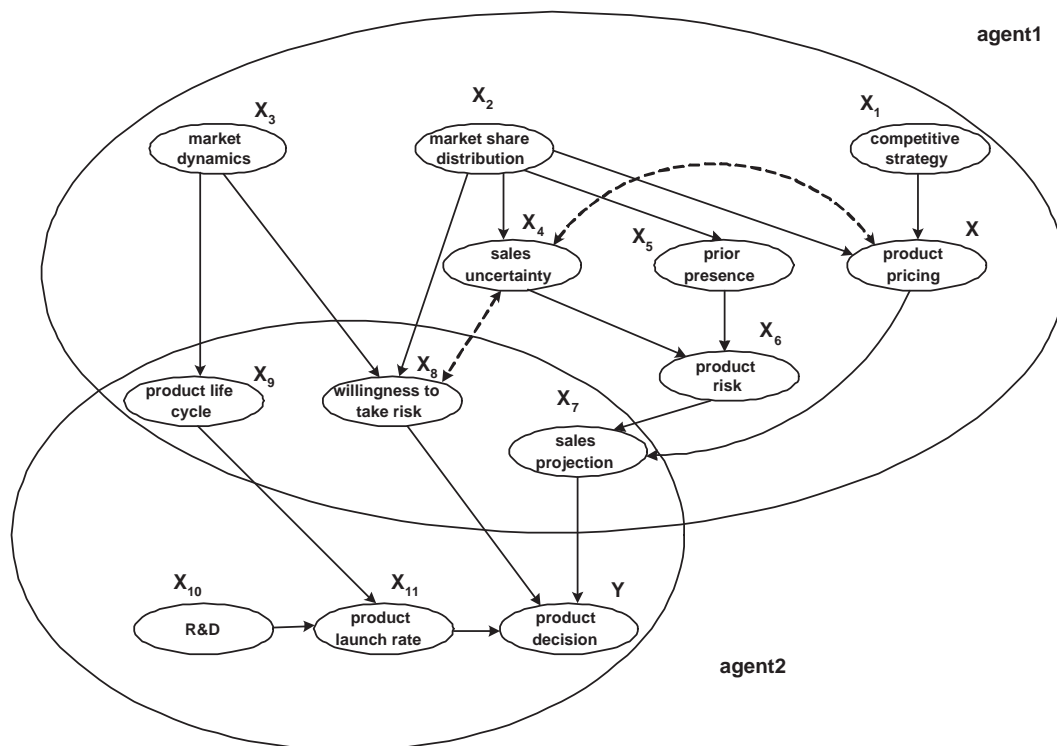 agent1
X2
X1
X3
market
dynamics
market share
distribution
competitive
strategy
X4
X5
X
sales
uncertainty
prior
presence
product
pricing
X6
X9
X8
product
risk
product life
cycle
willingness to
take risk
X7
sales
projection
X10
X11
Y
R&D
product
launch rate
product
decision
agent2